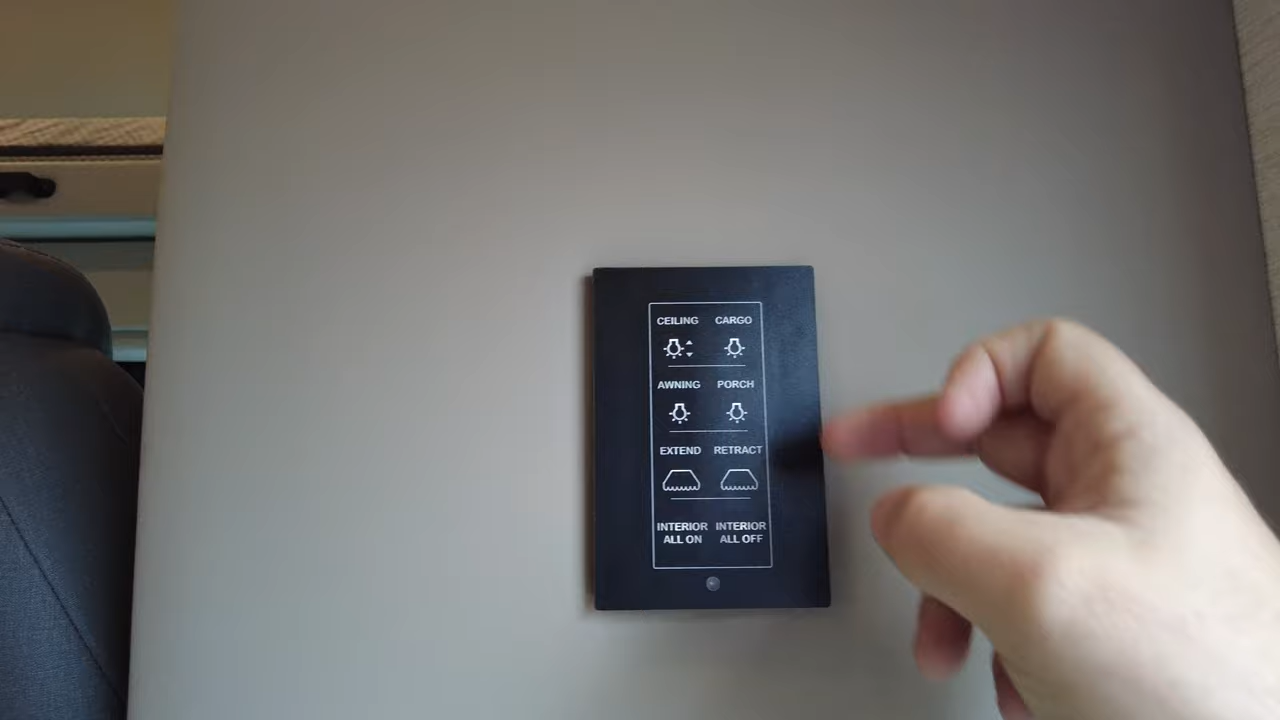 CEILING CARGO
AWNING PORCH
EXTEND RETRACT
INTERIOR INTERIOR
ALL ON ALL OFF